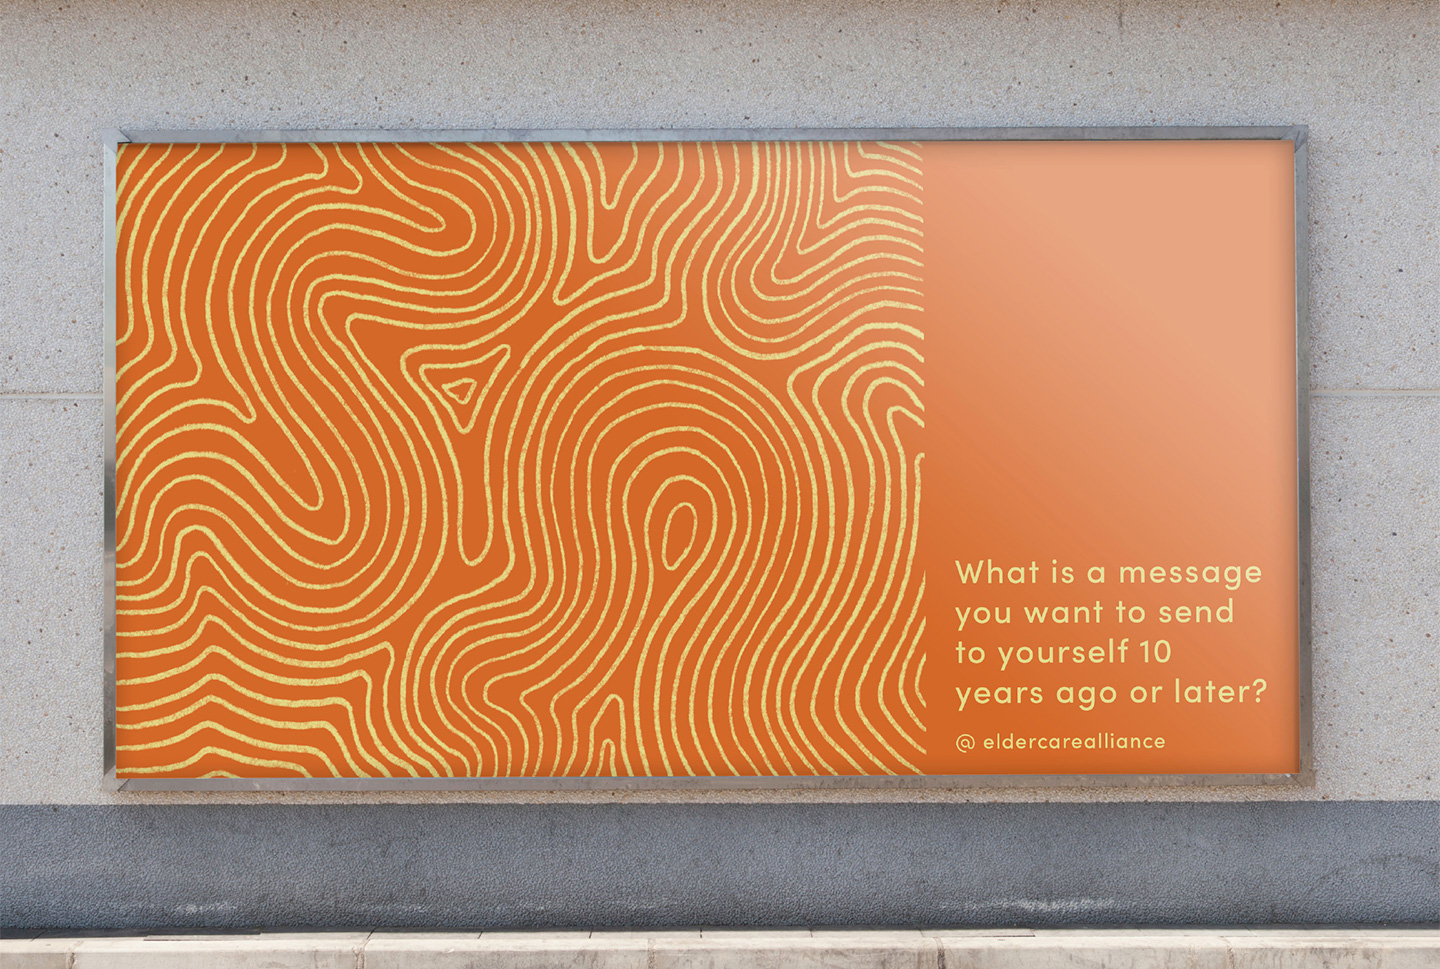 What is a message
you want to send
to yourself 10
years ago or later?
@ eldercarealliance